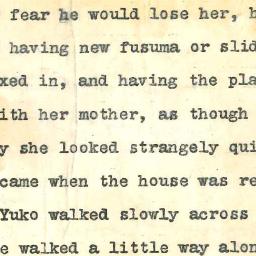 fear he would lose her, b
having new fusuma or slid
xed in, and having the pla
ith her mother, as though
y she looked strangely qui
came when the house was re
Yuko walked slowly across
e walked a little way alon